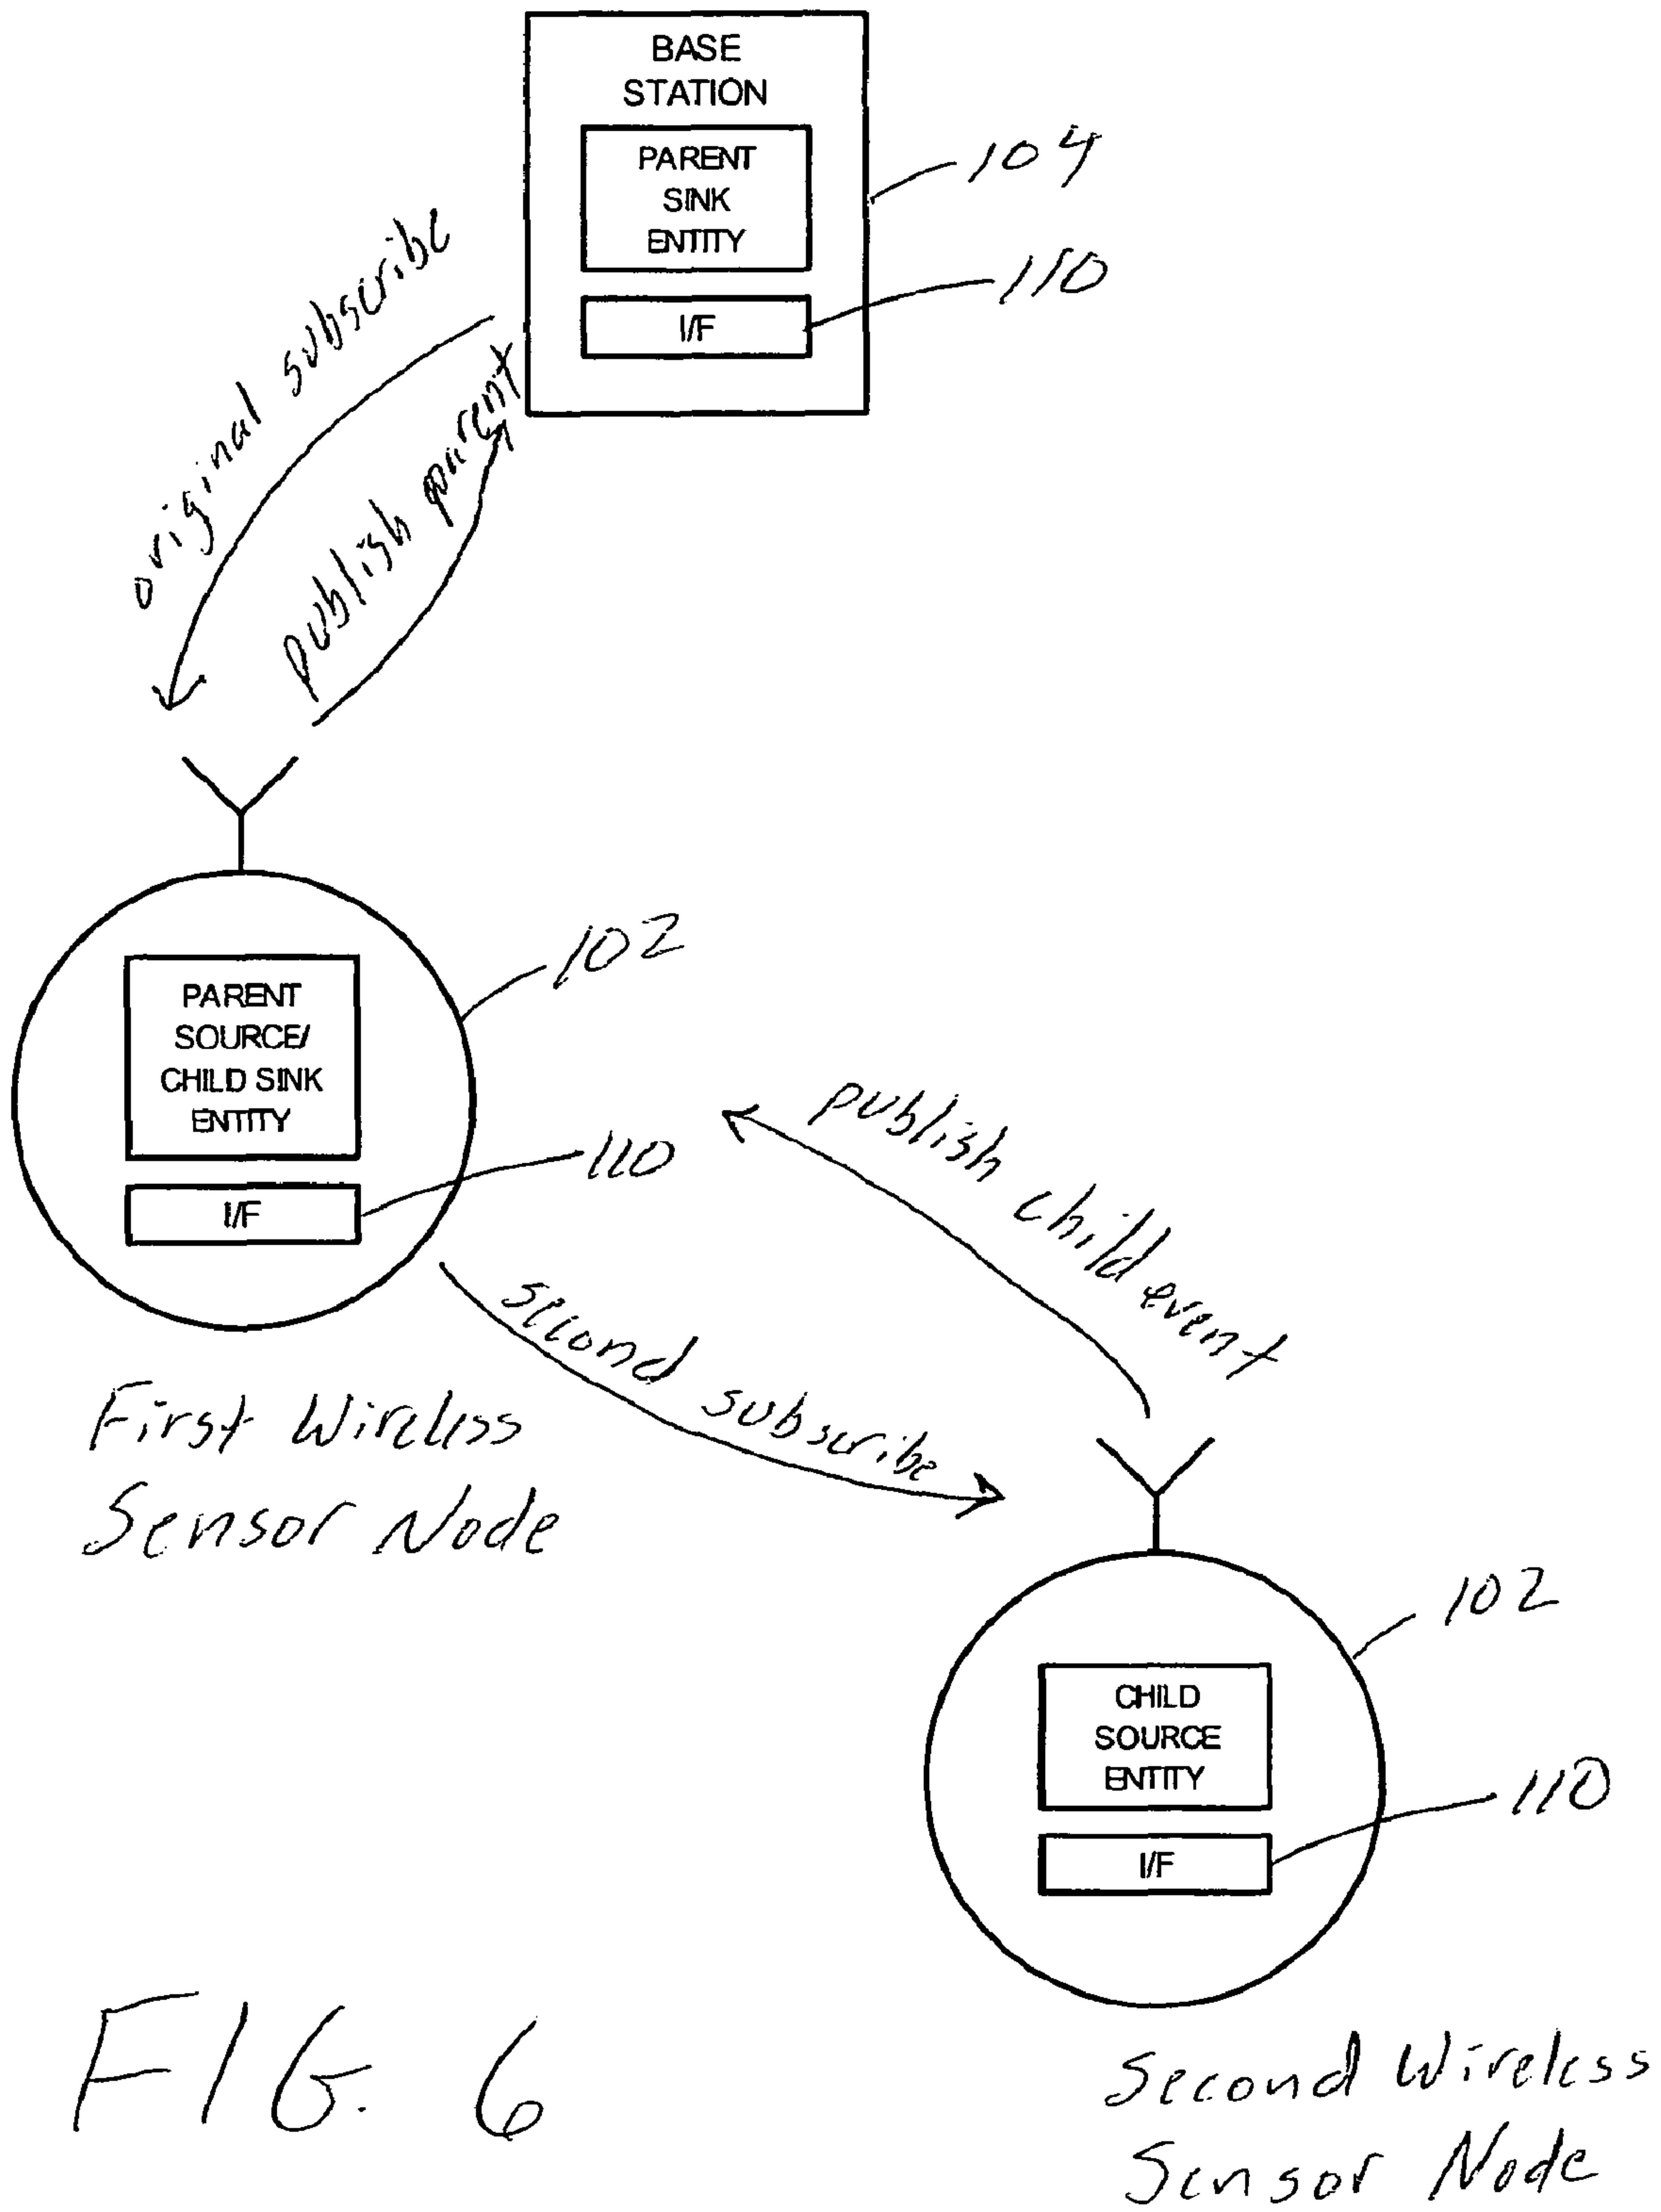 BASE
STATION
PARENT
SINK
ENTITY
I/F
104
110
original subscribe
publish parent
PARENT
SOURCE/
CHILD SINK
ENTITY
I/F
102
110
publish child event
second subscribe
First Wireless
Sensor Node
CHILD
SOURCE
ENTITY
I/F
102
110
Second Wireless
Sensor Node
FIG. 6